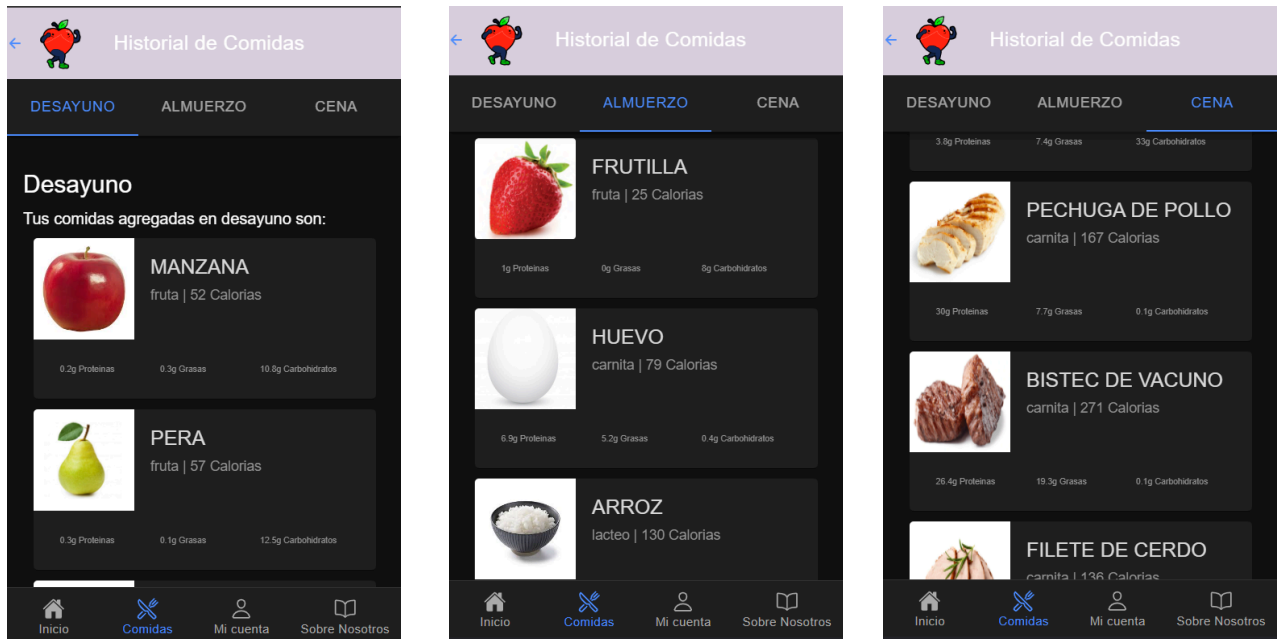 Historial de Comidas
DESAYUNO ALMUERZO CENA
Desayuno
Tus comidas agregadas en desayuno son:
MANZANA
fruta | 52 Calorias
0.2g Proteinas 0.3g Grasas 10.8g Carbohidratos
PERA
fruta | 57 Calorias
0.3g Proteinas 0.1g Grasas 12.5g Carbohidratos
Inicio Comidas Mi cuenta Sobre Nosotros
Historial de Comidas
DESAYUNO ALMUERZO CENA
FRUTILLA
fruta | 25 Calorias
1g Proteinas 0g Grasas 8g Carbohidratos
HUEVO
carnita | 79 Calorias
6.9g Proteinas 5.2g Grasas 0.4g Carbohidratos
ARROZ
lacteo | 130 Calorias
Inicio Comidas Mi cuenta Sobre Nosotros
Historial de Comidas
DESAYUNO ALMUERZO CENA
3.8g Proteinas 7.4g Grasas 33g Carbohidratos
PECHUGA DE POLLO
carnita | 167 Calorias
30g Proteinas 7.7g Grasas 0.1g Carbohidratos
BISTEC DE VACUNO
carnita | 271 Calorias
26.4g Proteinas 19.3g Grasas 0.1g Carbohidratos
FILETE DE CERDO
carnita | 136 Calorias
Inicio Comidas Mi cuenta Sobre Nosotros